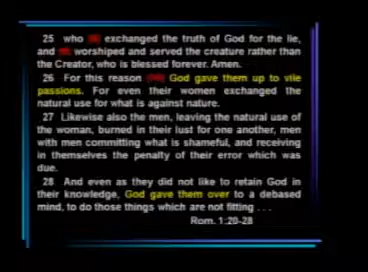 25 who exchanged the truth of God for the lie,
and worshiped and served the creature rather than
the Creator, who is blessed forever. Amen.
26 For this reason God gave them up to vile
passions. For even their women exchanged the
natural use for what is against nature.
27 Likewise also the men, leaving the natural use of
the woman, burned in their lust for one another, men
with men committing what is shameful, and receiving
in themselves the penalty of their error which was
due.
28 And even as they did not like to retain God in
their knowledge, God gave them over to a debased
mind, to do those things which are not fitting . . .
Rom. 1:20-28